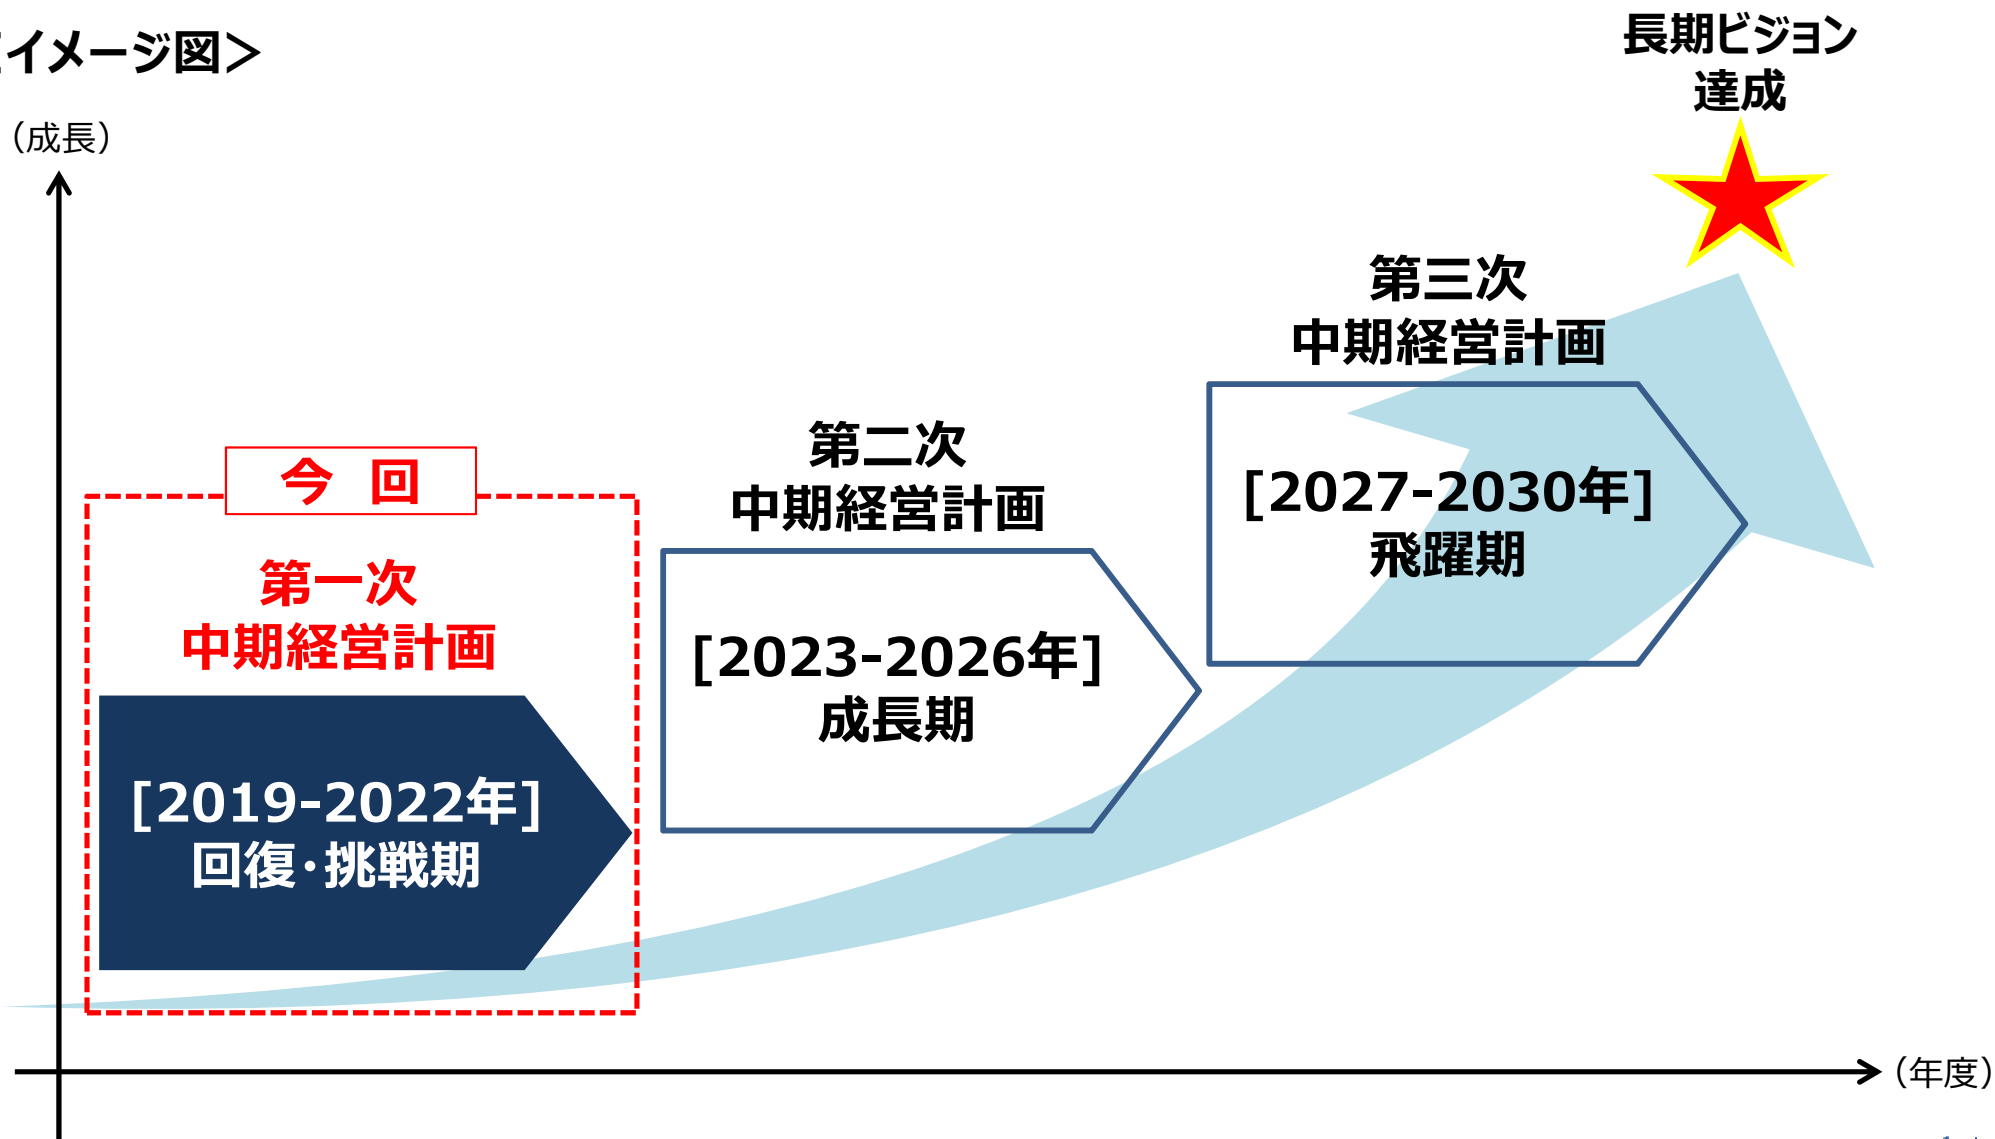 イメージ図＞
長期ビジョン
達成
（成長）
今 回
第一次
中期経営計画
[2019-2022年]
回復・挑戦期
第二次
中期経営計画
[2023-2026年]
成長期
第三次
中期経営計画
[2027-2030年]
飛躍期
（年度）